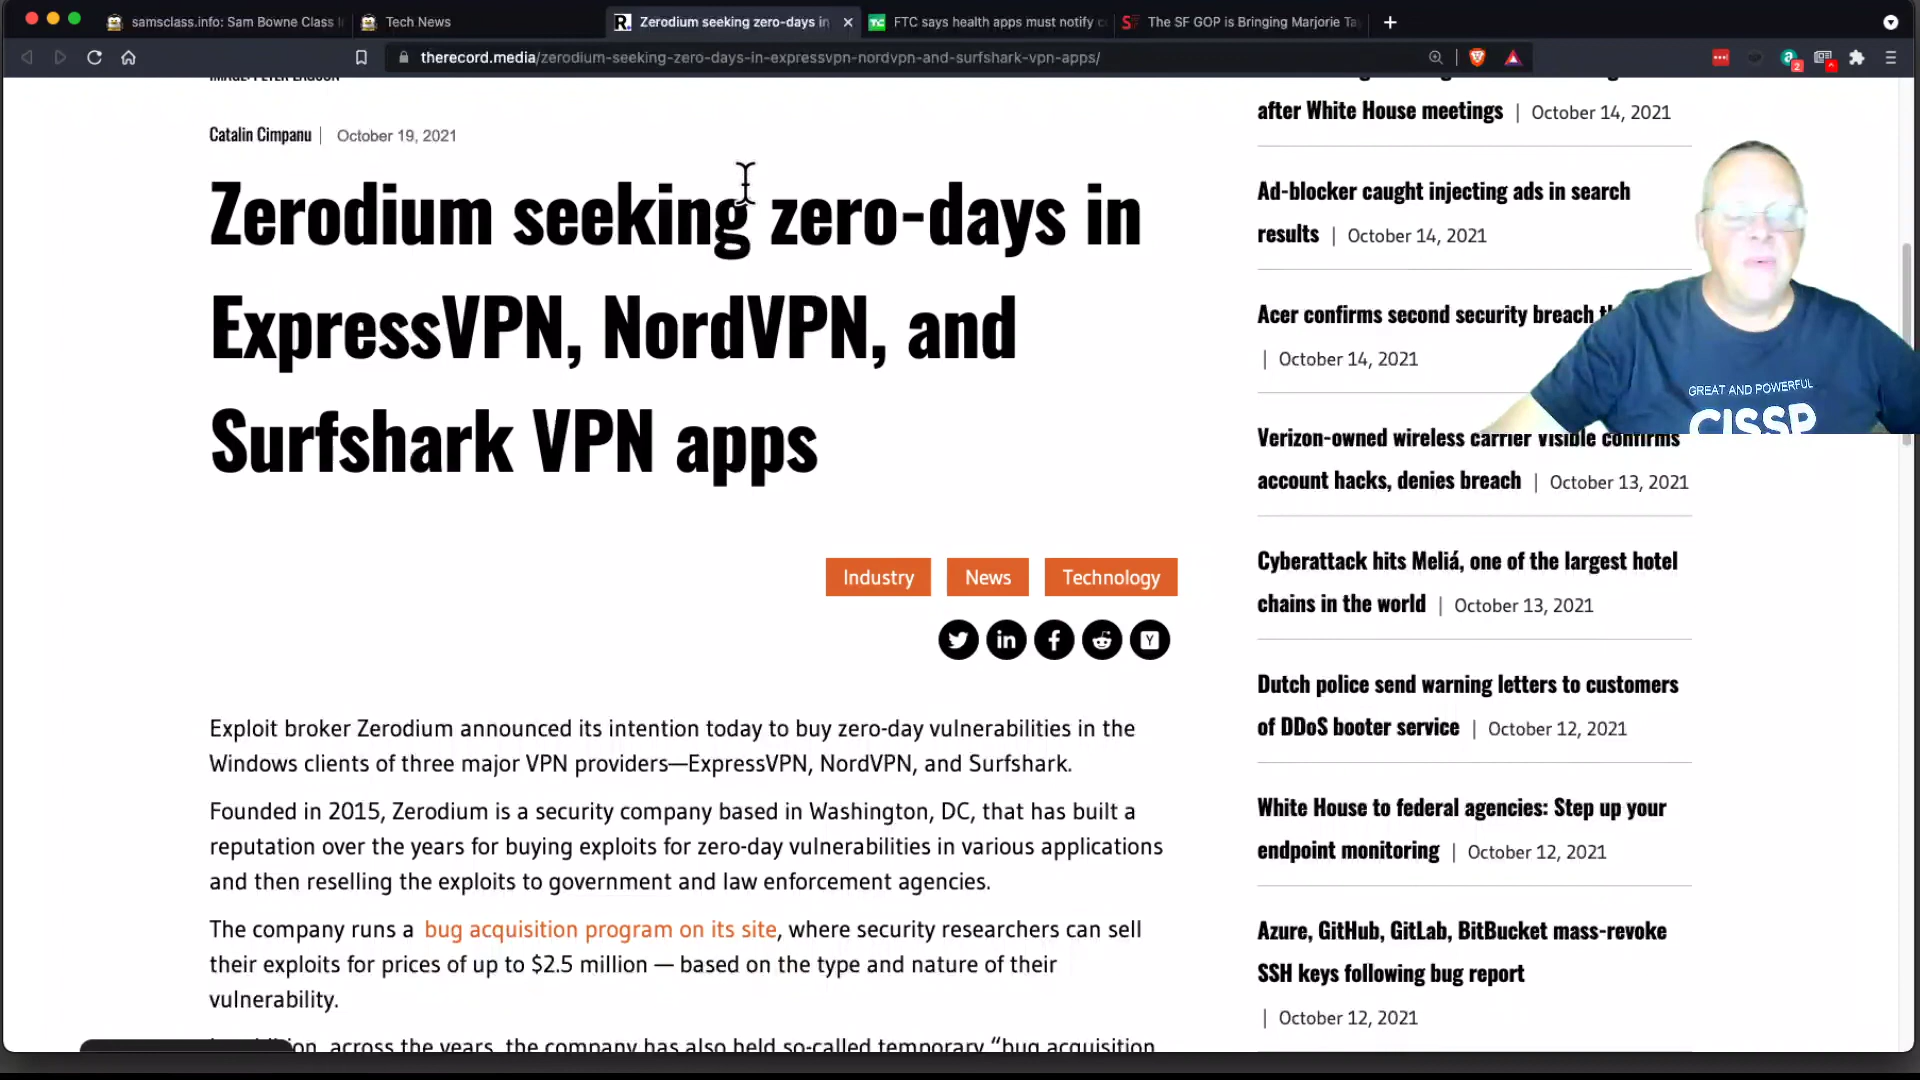 samsclass.info: Sam Bowne Class I
Tech News
Zerodium seeking zero-days in
FTC says health apps must notify c
The SF GOP is Bringing Marjorie Ta
therecord.media/zerodium-seeking-zero-days-in-expressvpn-nordvpn-and-surfshark-vpn-apps/
Catalin Cimpanu | October 19, 2021
Zerodium seeking zero-days in
ExpressVPN, NordVPN, and
Surfshark VPN apps
Industry
News
Technology
Exploit broker Zerodium announced its intention today to buy zero-day vulnerabilities in the
Windows clients of three major VPN providers—ExpressVPN, NordVPN, and Surfshark.
Founded in 2015, Zerodium is a security company based in Washington, DC, that has built a
reputation over the years for buying exploits for zero-day vulnerabilities in various applications
and then reselling the exploits to government and law enforcement agencies.
The company runs a bug acquisition program on its site, where security researchers can sell
their exploits for prices of up to $2.5 million — based on the type and nature of their
vulnerability.
across the years, the company has also held so-called temporary “bug acquisition
after White House meetings | October 14, 2021
Ad-blocker caught injecting ads in search
results | October 14, 2021
Acer confirms second security breach
| October 14, 2021
Verizon-owned wireless carrier Visible confirms
account hacks, denies breach | October 13, 2021
Cyberattack hits Meliá, one of the largest hotel
chains in the world | October 13, 2021
Dutch police send warning letters to customers
of DDoS booter service | October 12, 2021
White House to federal agencies: Step up your
endpoint monitoring | October 12, 2021
Azure, GitHub, GitLab, BitBucket mass-revoke
SSH keys following bug report
| October 12, 2021
GREAT AND POWERFUL
CISSP